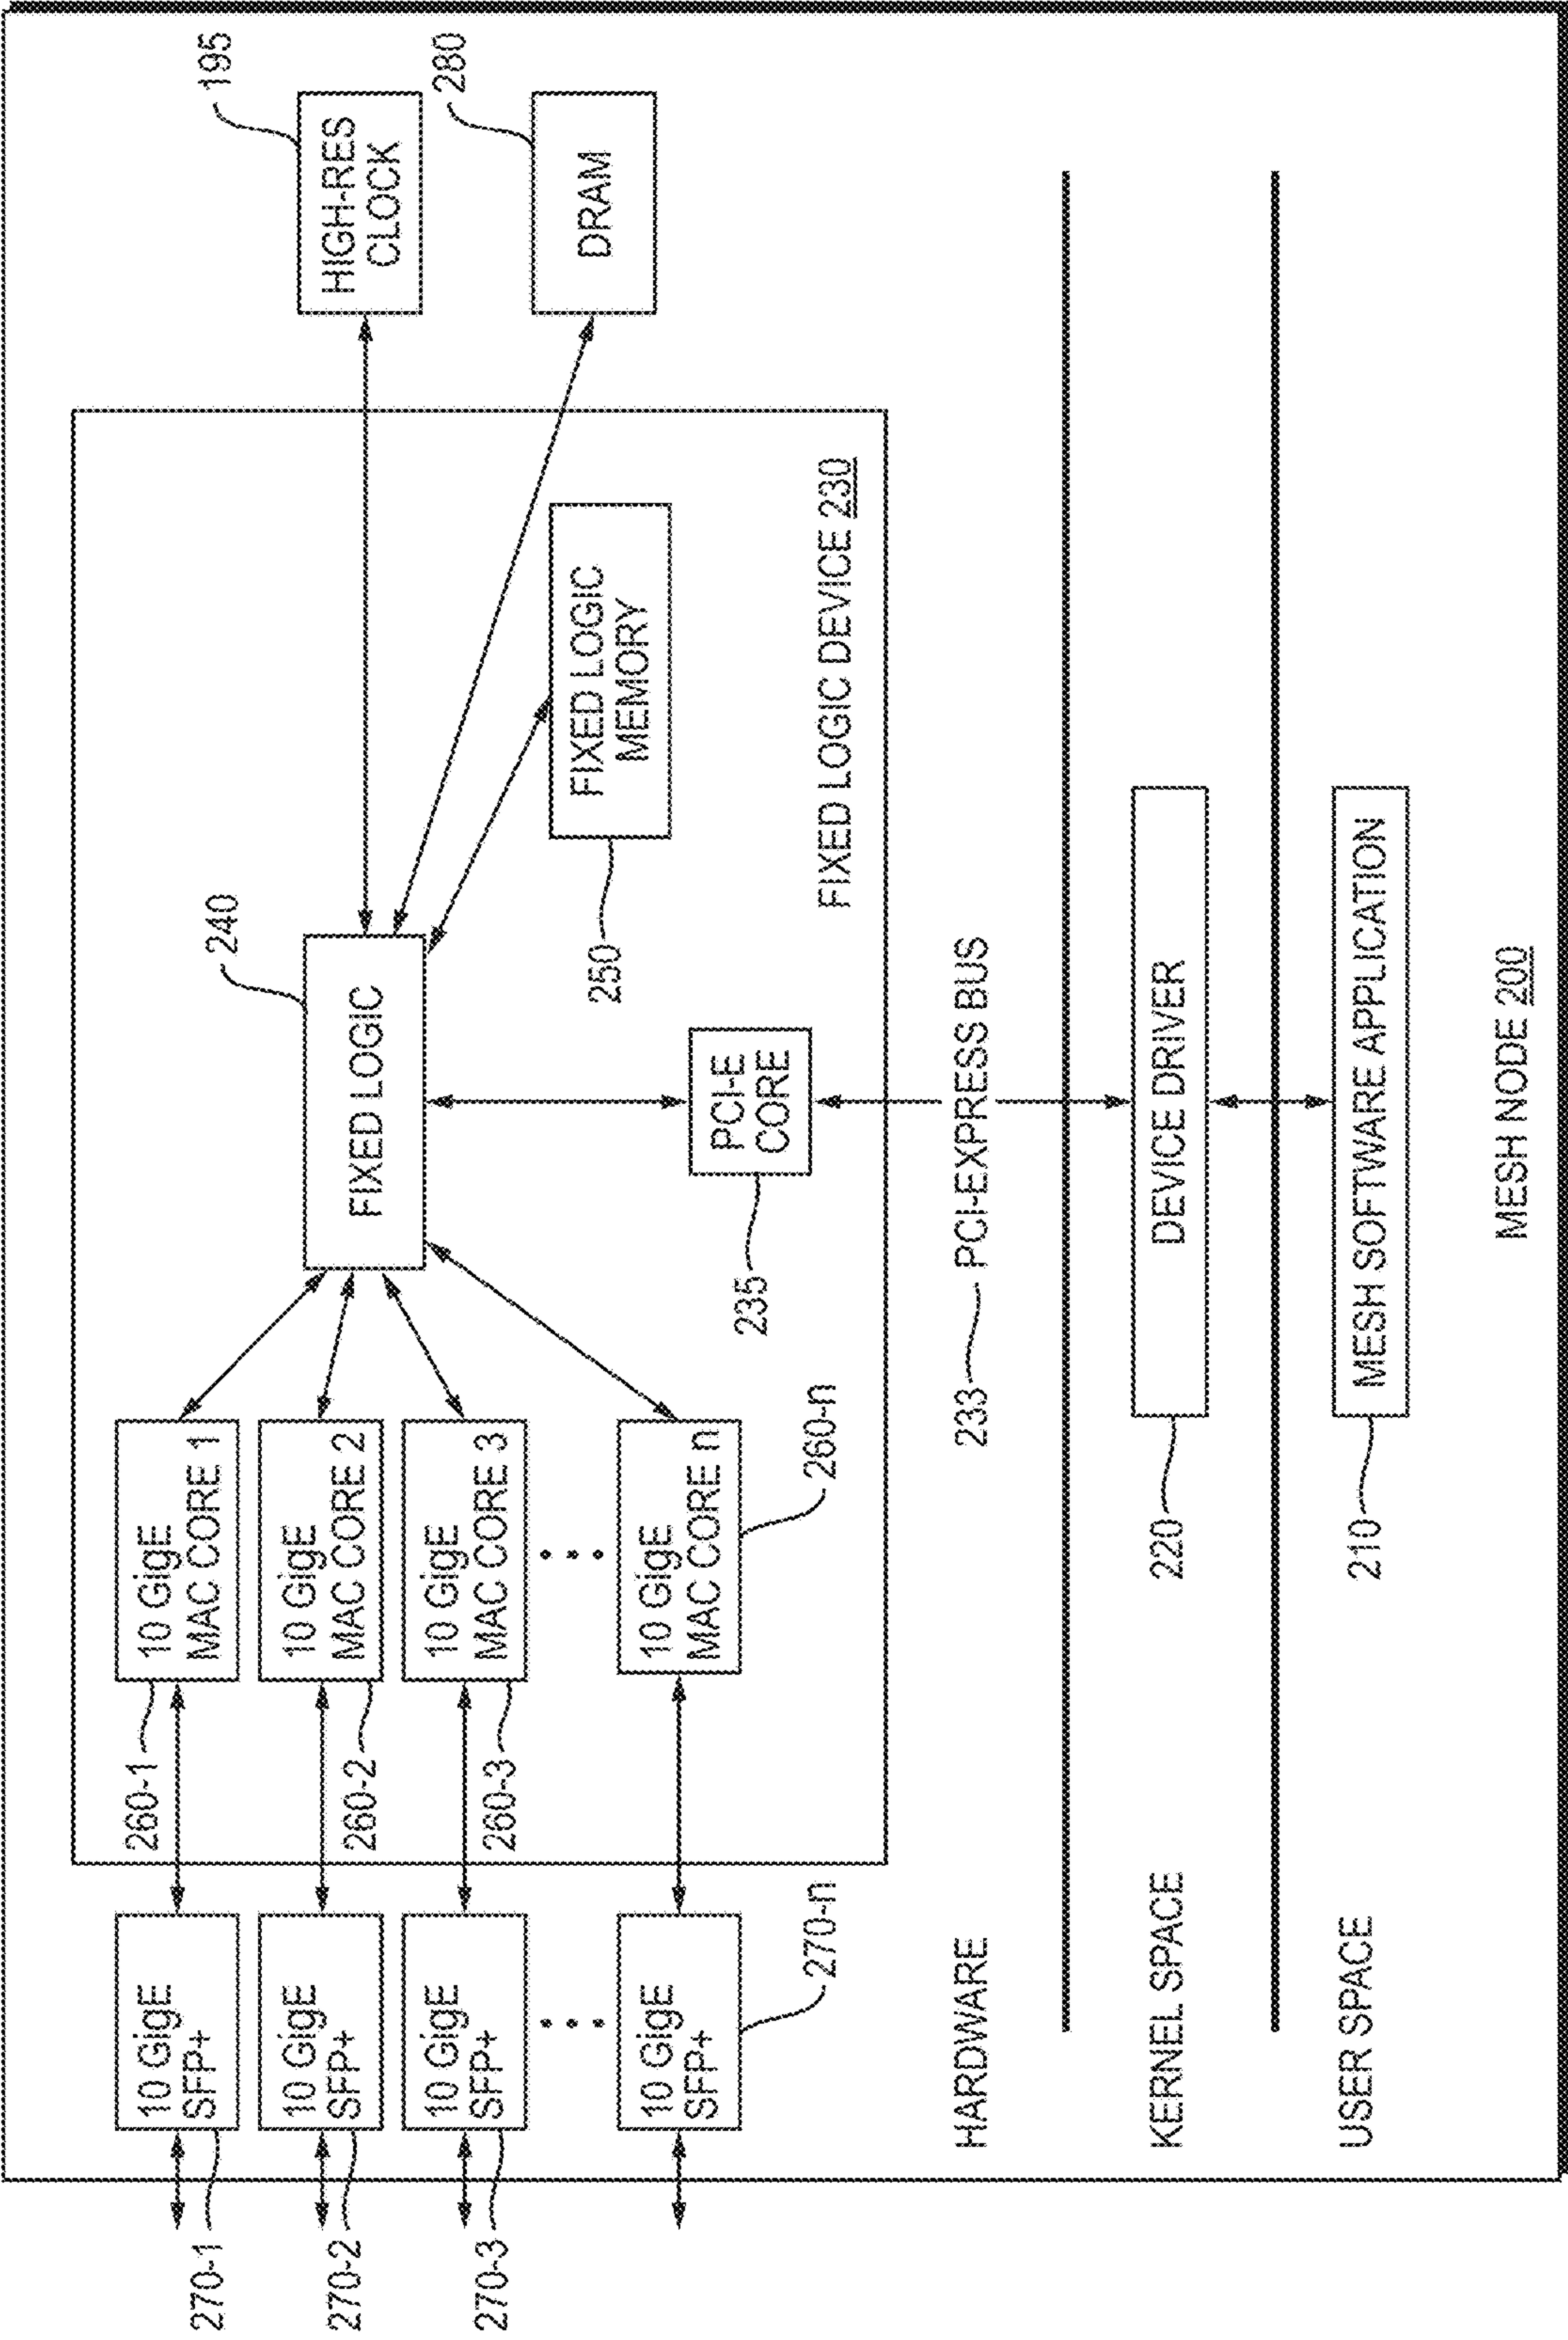 270-1
270-2
270-3
10 GigE
SFP+
10 GigE
SFP+
10 GigE
SFP+
10 GigE
SFP+
270-n
260-1
260-2
260-3
10 GigE
MAC CORE 1
10 GigE
MAC CORE 2
10 GigE
MAC CORE 3
10 GigE
MAC CORE n
260-n
240
FIXED LOGIC
235
PCI-E
CORE
250
FIXED LOGIC
MEMORY
FIXED LOGIC DEVICE 230
195
HIGH-RES
CLOCK
280
DRAM
HARDWARE
233
PCI-EXPRESS BUS
KERNEL SPACE
220
DEVICE DRIVER
USER SPACE
210
MESH SOFTWARE APPLICATION
MESH NODE 200